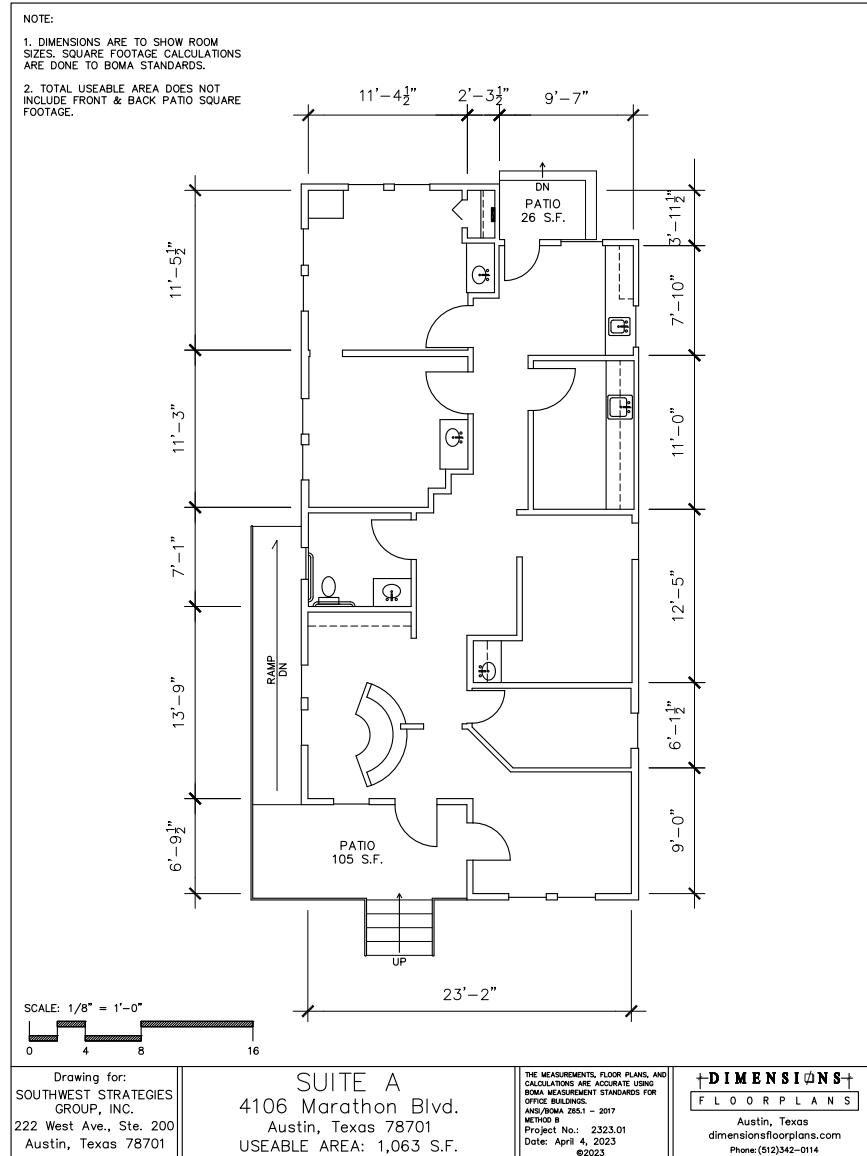 NOTE:
1. DIMENSIONS ARE TO SHOW ROOM
SIZES. SQUARE FOOTAGE CALCULATIONS
ARE DONE TO BOMA STANDARDS.
2. TOTAL USEABLE AREA DOES NOT
INCLUDE FRONT & BACK PATIO SQUARE
FOOTAGE.
11'-4½"
2'-3½"
9'-7"
DN
PATIO
26 S.F.
3'-11½"
11'-5½"
7'-10"
11'-3"
11'-0"
7'-1"
12'-5"
RAMP
DN
13'-9"
6'-1½"
6'-9½"
PATIO
105 S.F.
9'-0"
UP
23'-2"
SCALE: 1/8" = 1'-0"
0 4 8 16
Drawing for:
SOUTHWEST STRATEGIES
GROUP, INC.
222 West Ave., Ste. 200
Austin, Texas 78701
SUITE A
4106 Marathon Blvd.
Austin, Texas 78701
USEABLE AREA: 1,063 S.F.
THE MEASUREMENTS, FLOOR PLANS, AND
CALCULATIONS ARE ACCURATE USING
BOMA MEASUREMENT STANDARDS FOR
OFFICE BUILDINGS.
ANSI/BOMA Z65.1 - 2017
METHOD B
Project No.: 2323.01
Date: April 4, 2023
©2023
DIMENSIONS
FLOORPLANS
Austin, Texas
dimensionsfloorplans.com
Phone:(512)342-0114